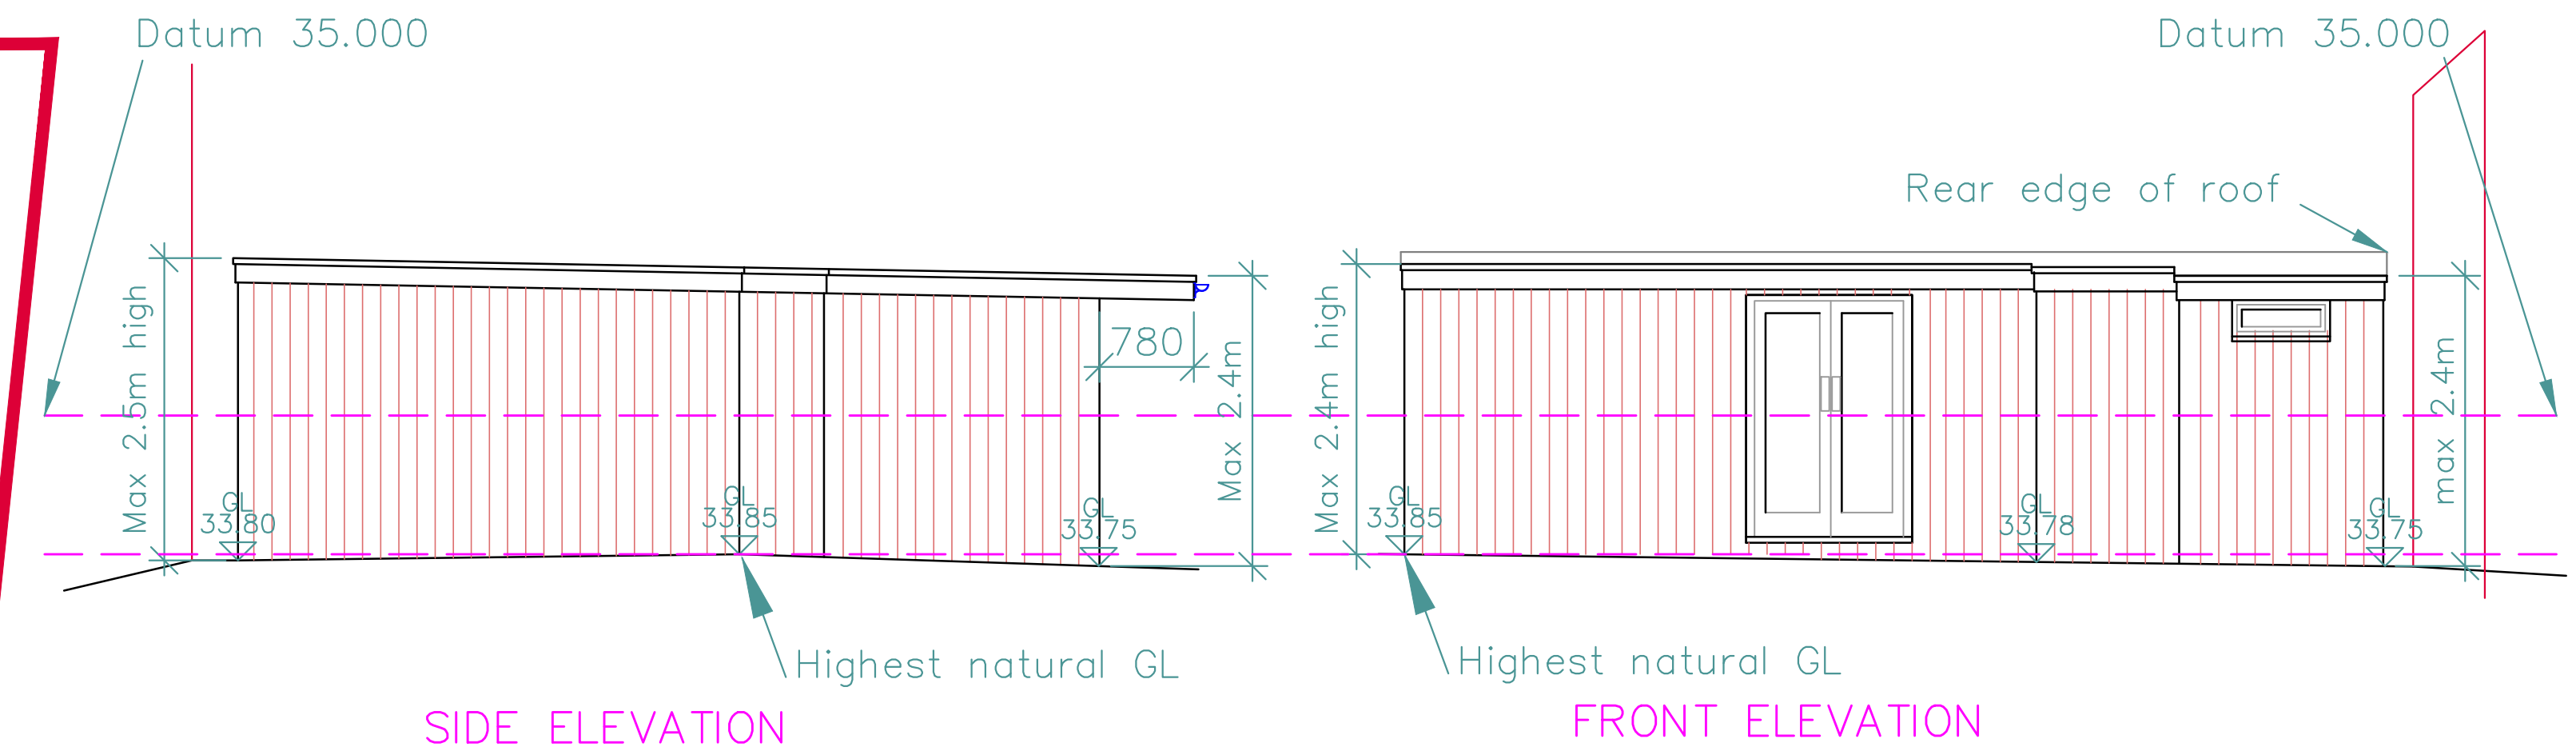 Datum 35.000
Datum 35.000
Rear edge of roof
Max 2.5m high
780
Max 2.4m
Max 2.4m high
max 2.4m
GL
33.80
GL
33.85
GL
33.75
GL
33.85
GL
33.78
GL
33.75
Highest natural GL
Highest natural GL
SIDE ELEVATION
FRONT ELEVATION